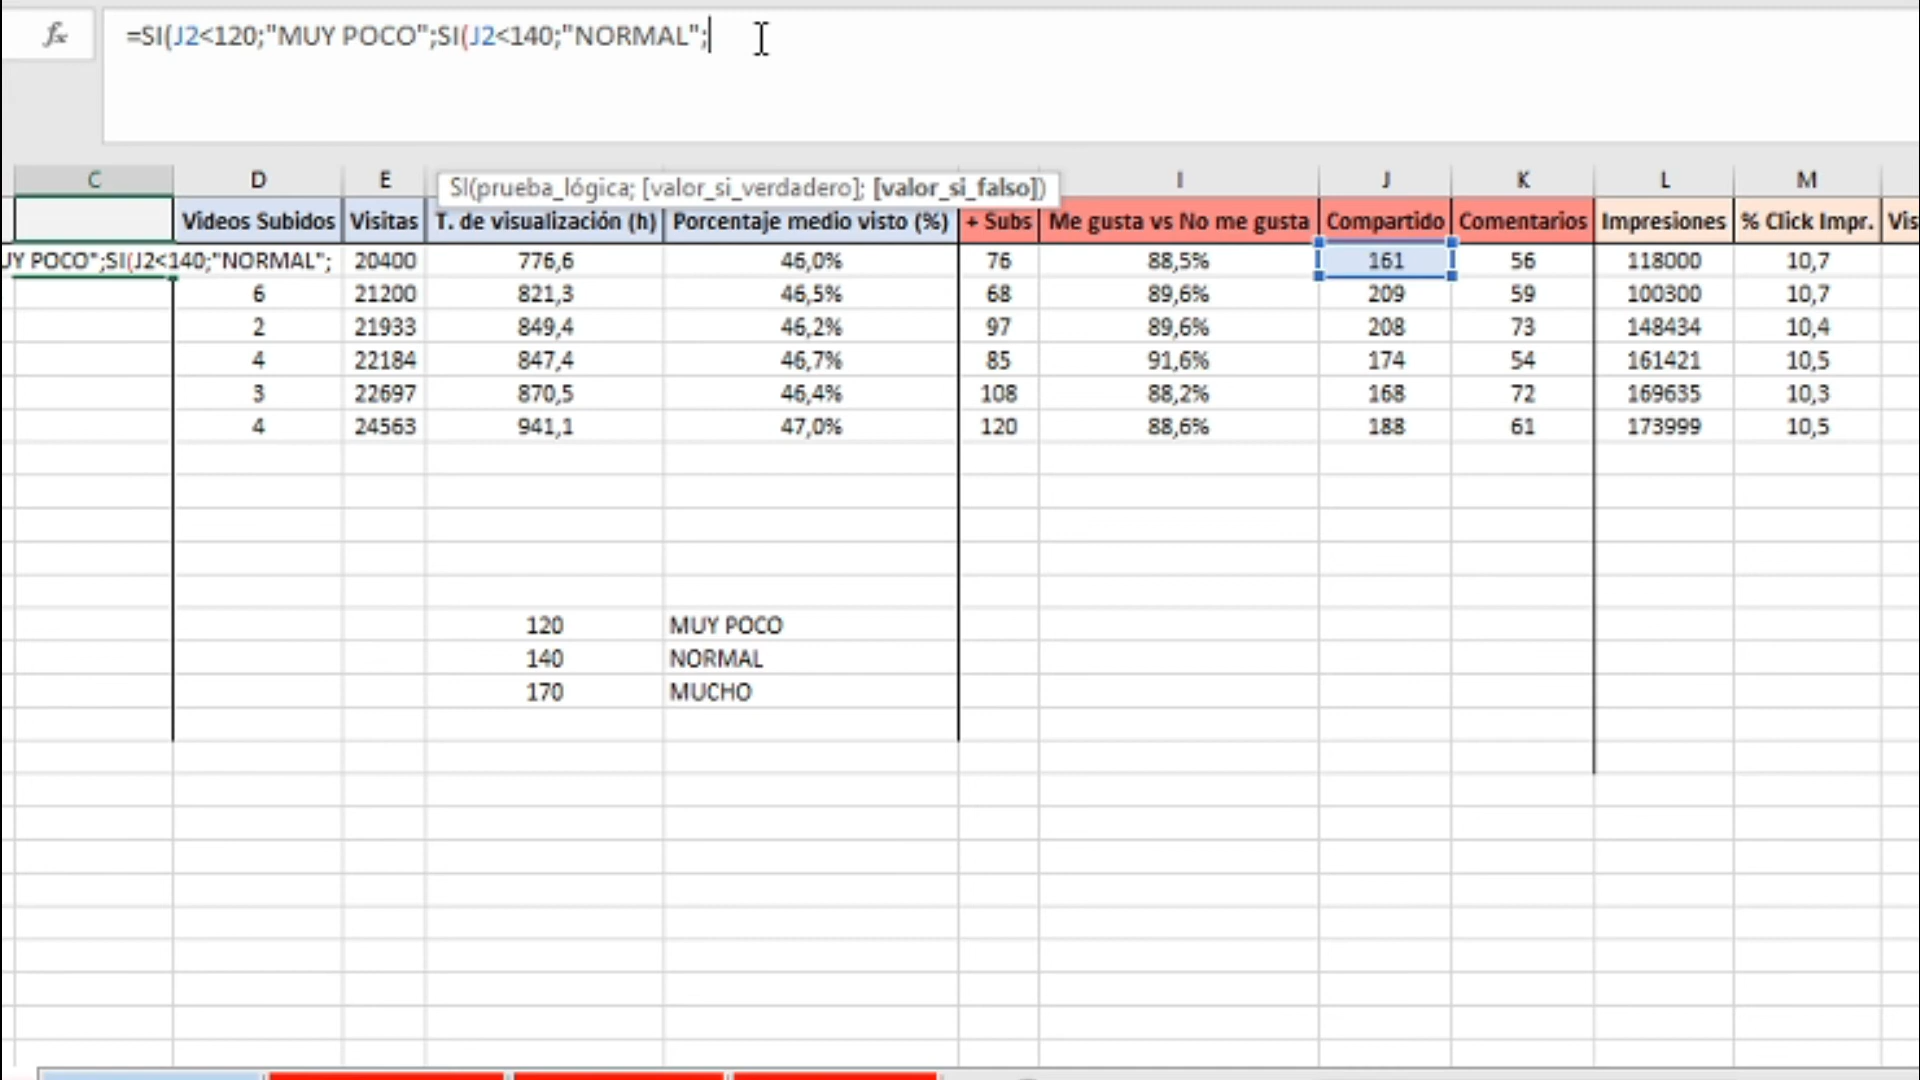 fx =SI(J2<120;"MUY POCO";SI(J2<140;"NORMAL";
C D E I J K L M
SI(prueba_lógica; [valor_si_verdadero]; [valor_si_falso])
Videos Subidos Visitas T. de visualización (h) Porcentaje medio visto (%) + Subs Me gusta vs No me gusta Compartido Comentarios Impresiones % Click Impr. Vis
UY POCO";SI(J2<140;"NORMAL"; 20400 776,6 46,0% 76 88,5% 161 56 118000 10,7
6 21200 821,3 46,5% 68 89,6% 209 59 100300 10,7
2 21933 849,4 46,2% 97 89,6% 208 73 148434 10,4
4 22184 847,4 46,7% 85 91,6% 174 54 161421 10,5
3 22697 870,5 46,4% 108 88,2% 168 72 169635 10,3
4 24563 941,1 47,0% 120 88,6% 188 61 173999 10,5
120 MUY POCO
140 NORMAL
170 MUCHO